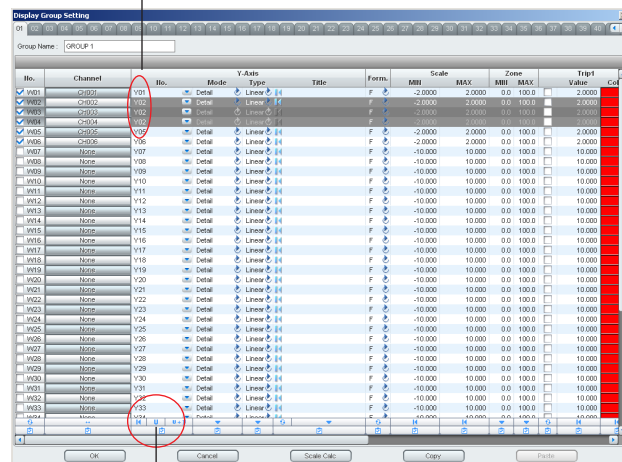 Display Group Setting
01 02 03 04 05 06 07 08 09 10 11 12 13 14 15 16 17 18 19 20 21 22 23 24 25 26 27 28 29 30 31 32 33 34 35 36 37 38 39 40
Group Name : GROUP 1
Y-Axis Scale Zone Trip1
No. Channel No. Mode Type Title Form. MIN MAX MIN MAX Value Col
W01 CH001 Y01 Detail Linear F -2.0000 2.0000 0.0 100.0 2.0000
W02 CH002 Y02 Detail Linear F -2.0000 2.0000 0.0 100.0 2.0000
W03 CH003 Y02 Detail Linear F -2.0000 2.0000 0.0 100.0 2.0000
W04 CH004 Y02 Detail Linear F -2.0000 2.0000 0.0 100.0 2.0000
W05 CH005 Y05 Detail Linear F -2.0000 2.0000 0.0 100.0 2.0000
W06 CH006 Y06 Detail Linear F -2.0000 2.0000 0.0 100.0 2.0000
W07 None Y07 Detail Linear F -10.000 10.000 0.0 100.0 10.000
W08 None Y08 Detail Linear F -10.000 10.000 0.0 100.0 10.000
W09 None Y09 Detail Linear F -10.000 10.000 0.0 100.0 10.000
W10 None Y10 Detail Linear F -10.000 10.000 0.0 100.0 10.000
W11 None Y11 Detail Linear F -10.000 10.000 0.0 100.0 10.000
W12 None Y12 Detail Linear F -10.000 10.000 0.0 100.0 10.000
W13 None Y13 Detail Linear F -10.000 10.000 0.0 100.0 10.000
W14 None Y14 Detail Linear F -10.000 10.000 0.0 100.0 10.000
W15 None Y15 Detail Linear F -10.000 10.000 0.0 100.0 10.000
W16 None Y16 Detail Linear F -10.000 10.000 0.0 100.0 10.000
W17 None Y17 Detail Linear F -10.000 10.000 0.0 100.0 10.000
W18 None Y18 Detail Linear F -10.000 10.000 0.0 100.0 10.000
W19 None Y19 Detail Linear F -10.000 10.000 0.0 100.0 10.000
W20 None Y20 Detail Linear F -10.000 10.000 0.0 100.0 10.000
W21 None Y21 Detail Linear F -10.000 10.000 0.0 100.0 10.000
W22 None Y22 Detail Linear F -10.000 10.000 0.0 100.0 10.000
W23 None Y23 Detail Linear F -10.000 10.000 0.0 100.0 10.000
W24 None Y24 Detail Linear F -10.000 10.000 0.0 100.0 10.000
W25 None Y25 Detail Linear F -10.000 10.000 0.0 100.0 10.000
W26 None Y26 Detail Linear F -10.000 10.000 0.0 100.0 10.000
W27 None Y27 Detail Linear F -10.000 10.000 0.0 100.0 10.000
W28 None Y28 Detail Linear F -10.000 10.000 0.0 100.0 10.000
W29 None Y29 Detail Linear F -10.000 10.000 0.0 100.0 10.000
W30 None Y30 Detail Linear F -10.000 10.000 0.0 100.0 10.000
W31 None Y31 Detail Linear F -10.000 10.000 0.0 100.0 10.000
W32 None Y32 Detail Linear F -10.000 10.000 0.0 100.0 10.000
W33 None Y33 Detail Linear F -10.000 10.000 0.0 100.0 10.000
W34 None Y34 Detail Linear F -10.000 10.000 0.0 100.0 10.000
U U+
OK Cancel Scale Calc Copy Paste